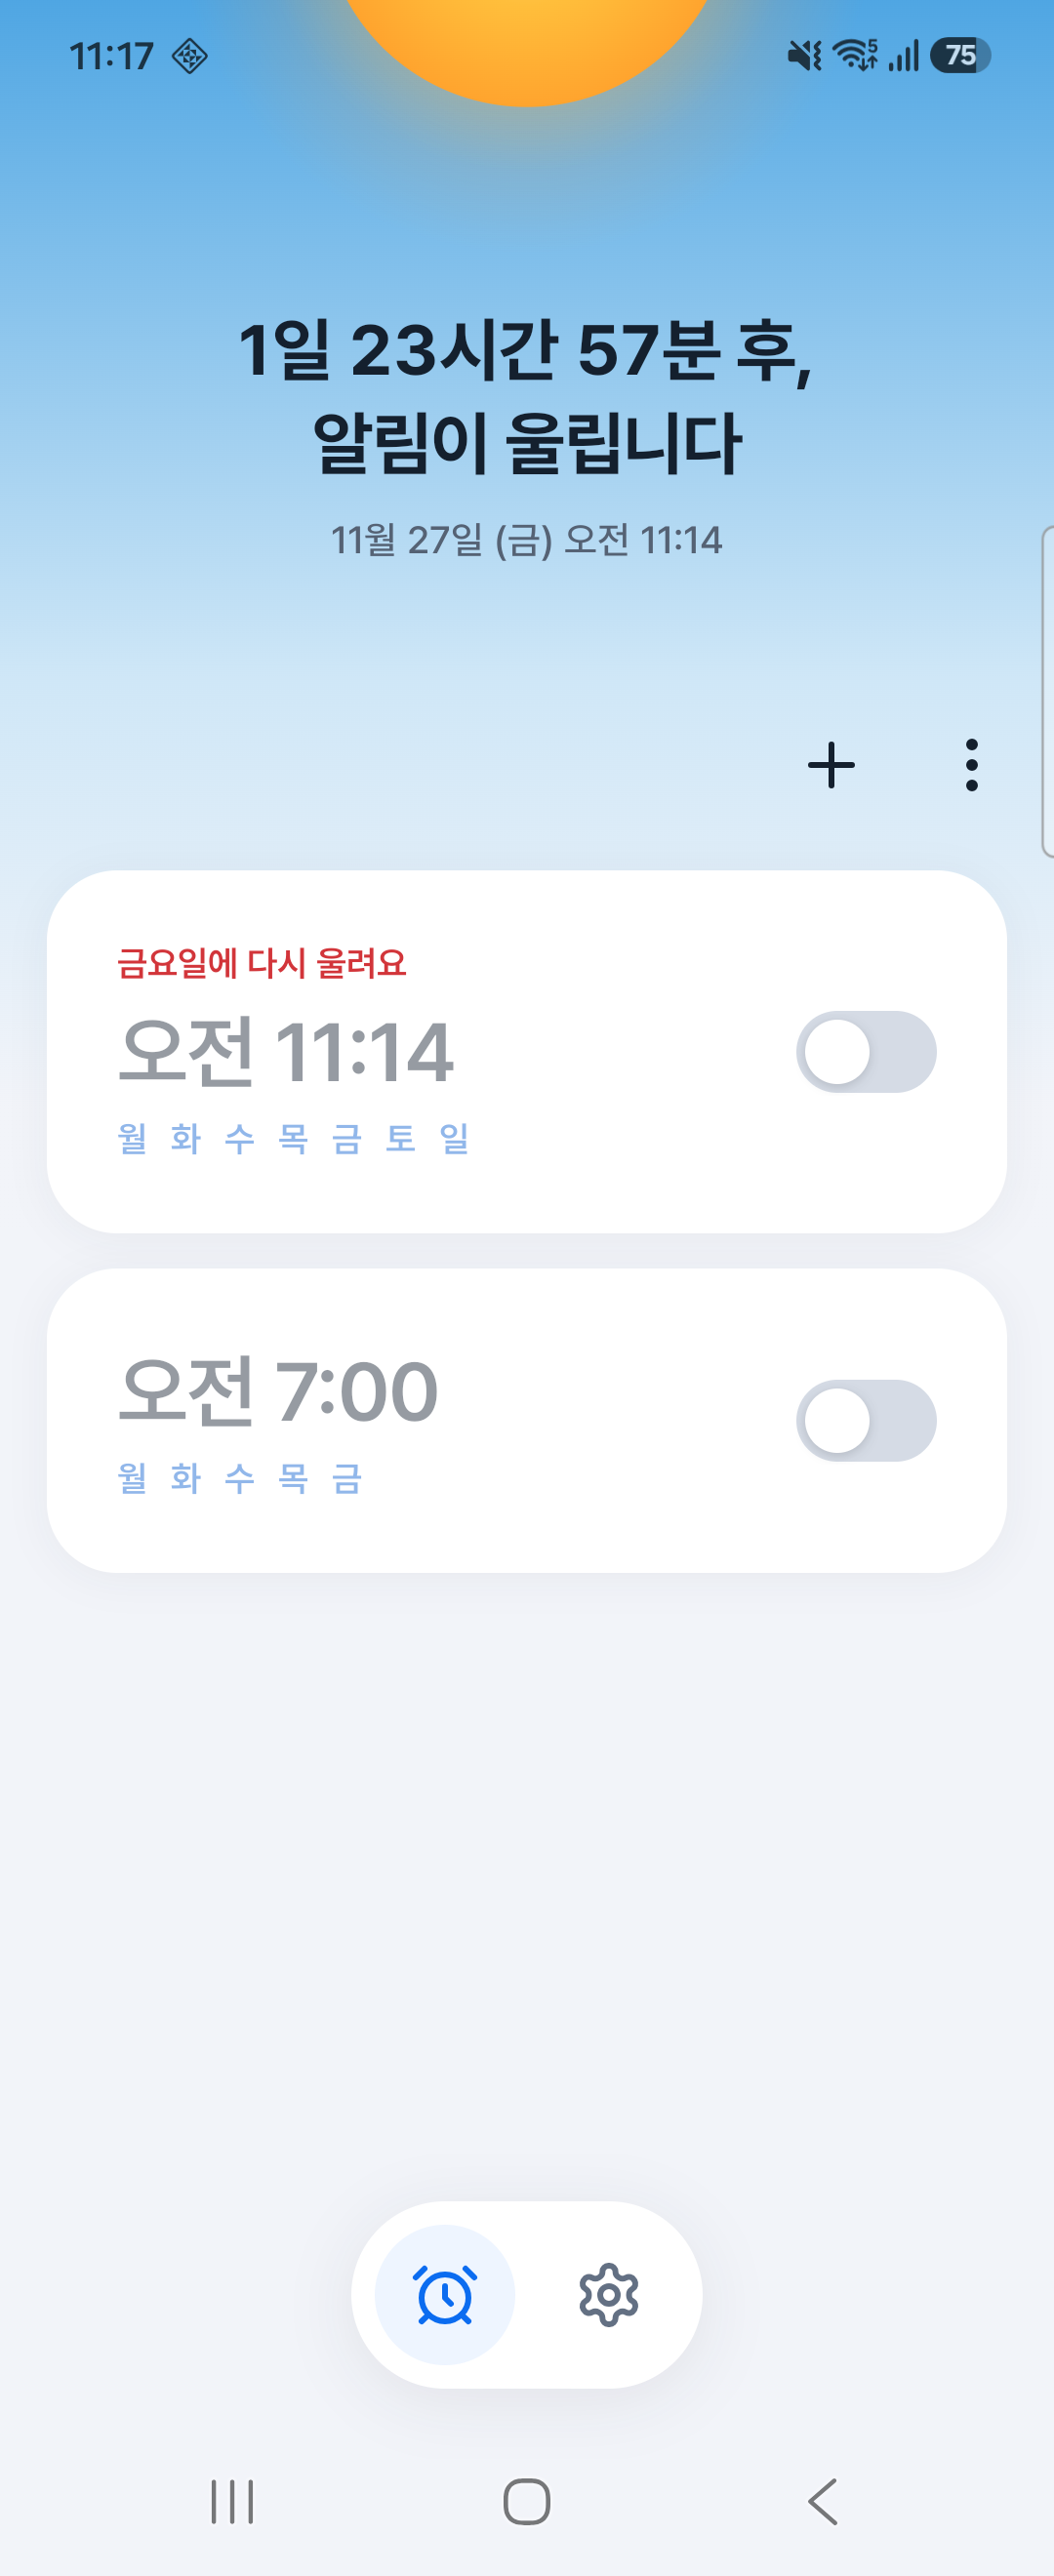 11:17
5
75
1일 23시간 57분 후,
알림이 울립니다
11월 27일 (금) 오전 11:14
금요일에 다시 울려요
오전 11:14
월 화 수 목 금 토 일
오전 7:00
월 화 수 목 금